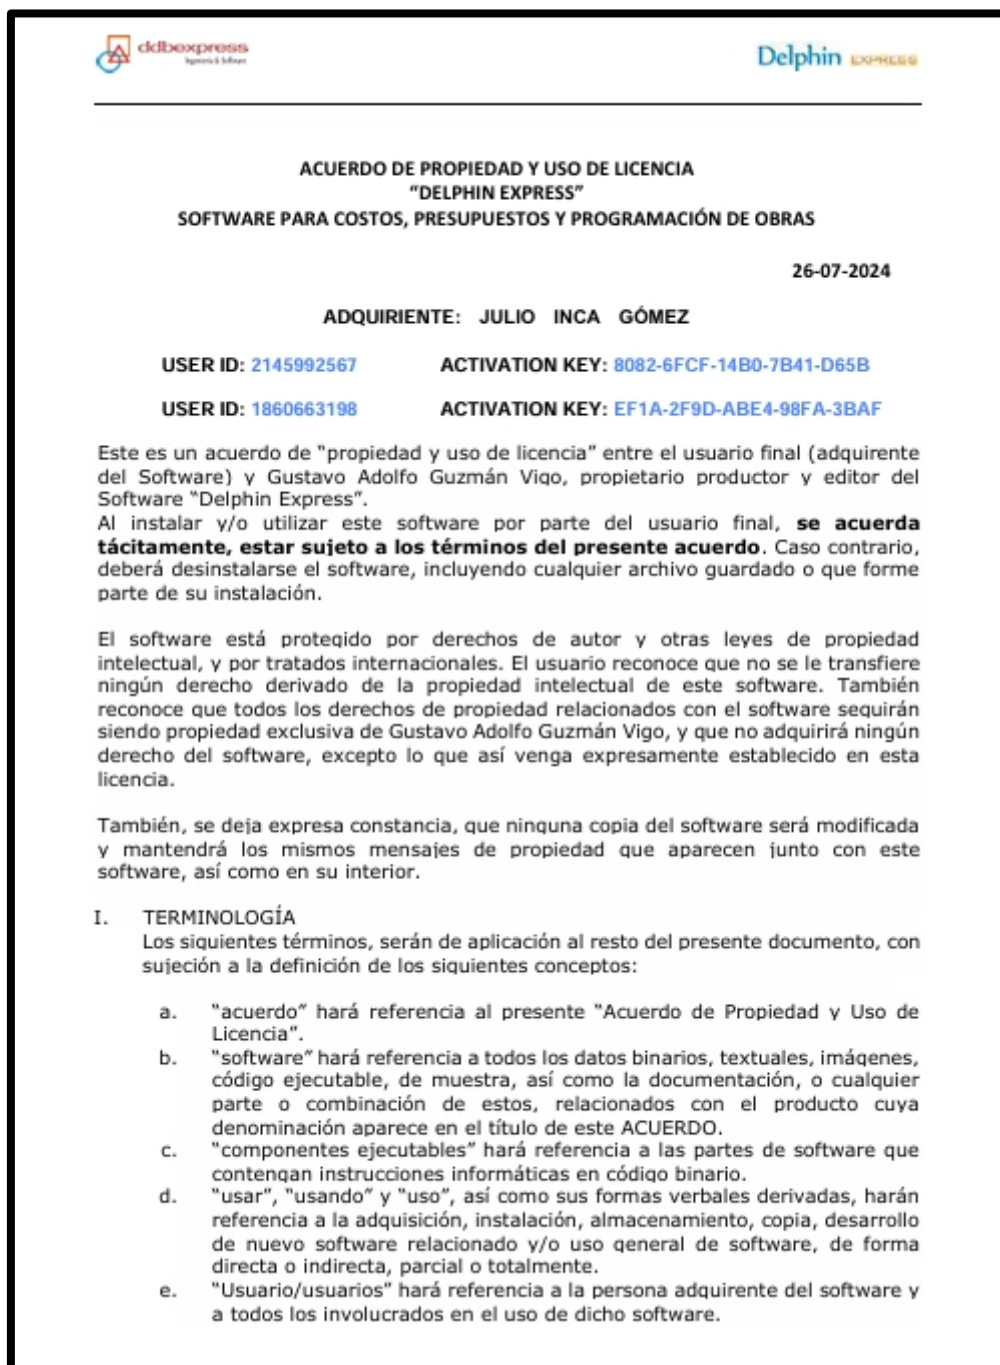 ddbexpress
Ingeniería & Software
Delphin EXPRESS
ACUERDO DE PROPIEDAD Y USO DE LICENCIA
“DELPHIN EXPRESS”
SOFTWARE PARA COSTOS, PRESUPUESTOS Y PROGRAMACIÓN DE OBRAS
26-07-2024
ADQUIRIENTE: JULIO INCA GÓMEZ
USER ID: 2145992567 ACTIVATION KEY: 8082-6FCF-14B0-7B41-D65B
USER ID: 1860663198 ACTIVATION KEY: EF1A-2F9D-ABE4-98FA-3BAF
Este es un acuerdo de “propiedad y uso de licencia” entre el usuario final (adquirente
del Software) y Gustavo Adolfo Guzmán Vigo, propietario productor y editor del
Software “Delphin Express”.
Al instalar y/o utilizar este software por parte del usuario final, se acuerda
tácitamente, estar sujeto a los términos del presente acuerdo. Caso contrario,
deberá desinstalarse el software, incluyendo cualquier archivo guardado o que forme
parte de su instalación.
El software está protegido por derechos de autor y otras leyes de propiedad
intelectual, y por tratados internacionales. El usuario reconoce que no se le transfiere
ningún derecho derivado de la propiedad intelectual de este software. También
reconoce que todos los derechos de propiedad relacionados con el software seguirán
siendo propiedad exclusiva de Gustavo Adolfo Guzmán Vigo, y que no adquirirá ningún
derecho del software, excepto lo que así venga expresamente establecido en esta
licencia.
También, se deja expresa constancia, que ninguna copia del software será modificada
y mantendrá los mismos mensajes de propiedad que aparecen junto con este
software, así como en su interior.
I. TERMINOLOGÍA
Los siguientes términos, serán de aplicación al resto del presente documento, con
sujeción a la definición de los siguientes conceptos:
a. “acuerdo” hará referencia al presente “Acuerdo de Propiedad y Uso de
Licencia”.
b. “software” hará referencia a todos los datos binarios, textuales, imágenes,
código ejecutable, de muestra, así como la documentación, o cualquier
parte o combinación de estos, relacionados con el producto cuya
denominación aparece en el título de este ACUERDO.
c. “componentes ejecutables” hará referencia a las partes de software que
contengan instrucciones informáticas en código binario.
d. “usar”, “usando” y “uso”, así como sus formas verbales derivadas, harán
referencia a la adquisición, instalación, almacenamiento, copia, desarrollo
de nuevo software relacionado y/o uso general de software, de forma
directa o indirecta, parcial o totalmente.
e. “Usuario/usuarios” hará referencia a la persona adquirente del software y
a todos los involucrados en el uso de dicho software.